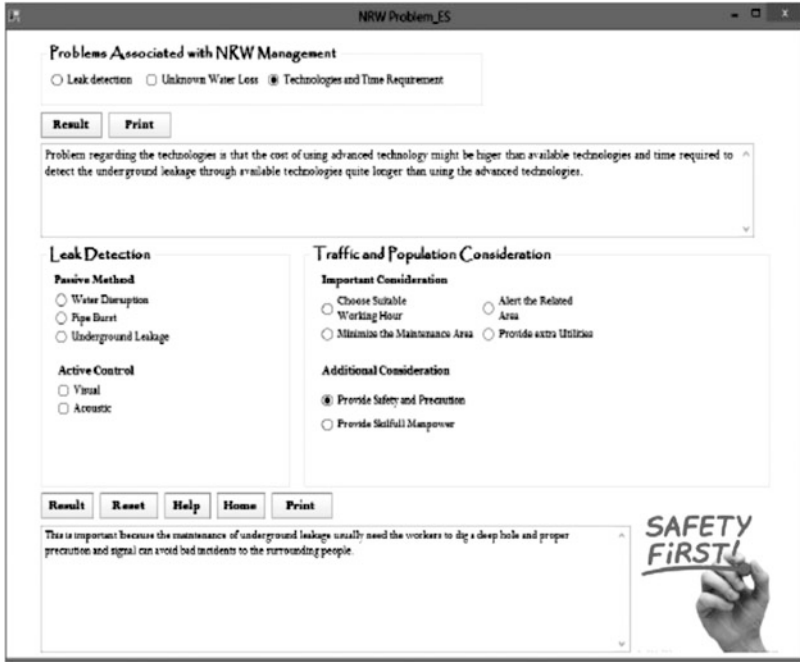 NRW Problem_ES
Problems Associated with NRW Management
Leak detection Unknown Water Loss Technologies and Time Requirement
Result Print
Problem regarding the technologies is that the cost of using advanced technology might be higer than available technologies and time required to
detect the underground leakage through available technologies quite longer than using the advanced technologies.
Leak Detection
Passive Method
Water Disruption
Pipe Burst
Underground Leakage
Active Control
Visual
Acoustic
Traffic and Population Consideration
Important Consideration
Choose Suitable
Working Hour
Alert the Related
Area
Minimize the Maintenance Area Provide extra Utilities
Additional Consideration
Provide Safety and Precaution
Provide Skilfull Manpower
Result Reset Help Home Print
This is important because the maintenance of underground leakage usually need the workers to dig a deep hole and proper
precaution and signal can avoid bad incidents to the surrounding people.
SAFETY
FiRST!